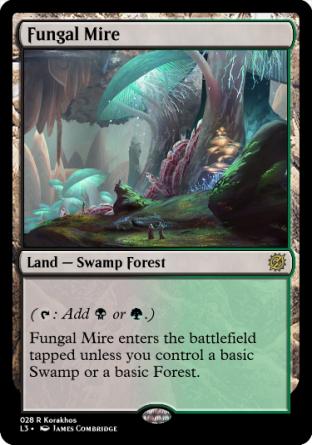 Fungal Mire
Land — Swamp Forest
( : Add or .)
Fungal Mire enters the battlefield
tapped unless you control a basic
Swamp or a basic Forest.
028 R Korakhos
L3 • James Combridge